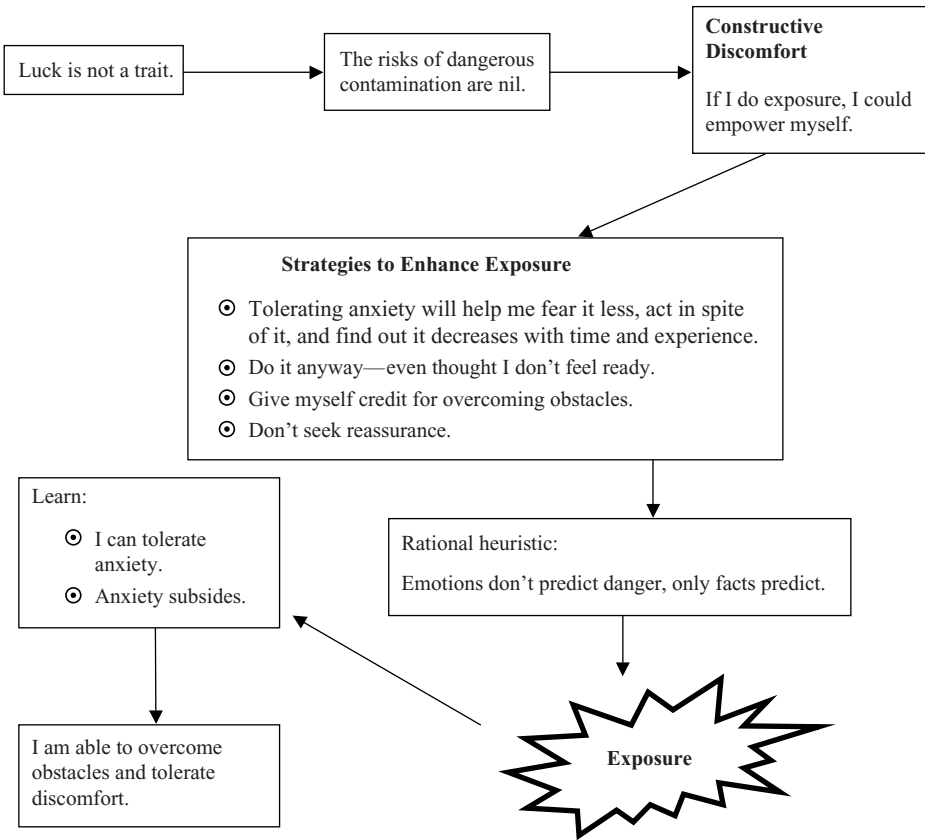 Luck is not a trait.
The risks of dangerous
contamination are nil.
Constructive
Discomfort
If I do exposure, I could
empower myself.
Strategies to Enhance Exposure
Tolerating anxiety will help me fear it less, act in spite
of it, and find out it decreases with time and experience.
Do it anyway—even thought I don't feel ready.
Give myself credit for overcoming obstacles.
Don't seek reassurance.
Rational heuristic:
Emotions don't predict danger, only facts predict.
Exposure
Learn:
I can tolerate
anxiety.
Anxiety subsides.
I am able to overcome
obstacles and tolerate
discomfort.